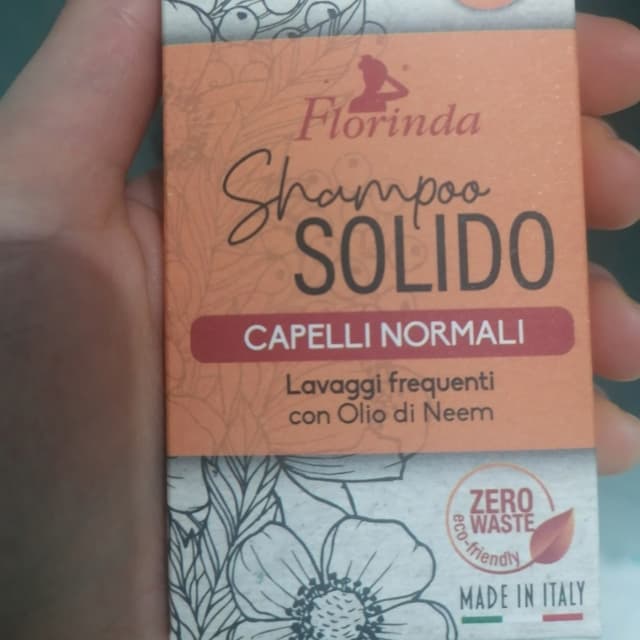 Florinda
Shampoo
SOLIDO
CAPELLI NORMALI
Lavaggi frequenti
con Olio di Neem
ZERO
WASTE
eco-friendly
MADE IN ITALY